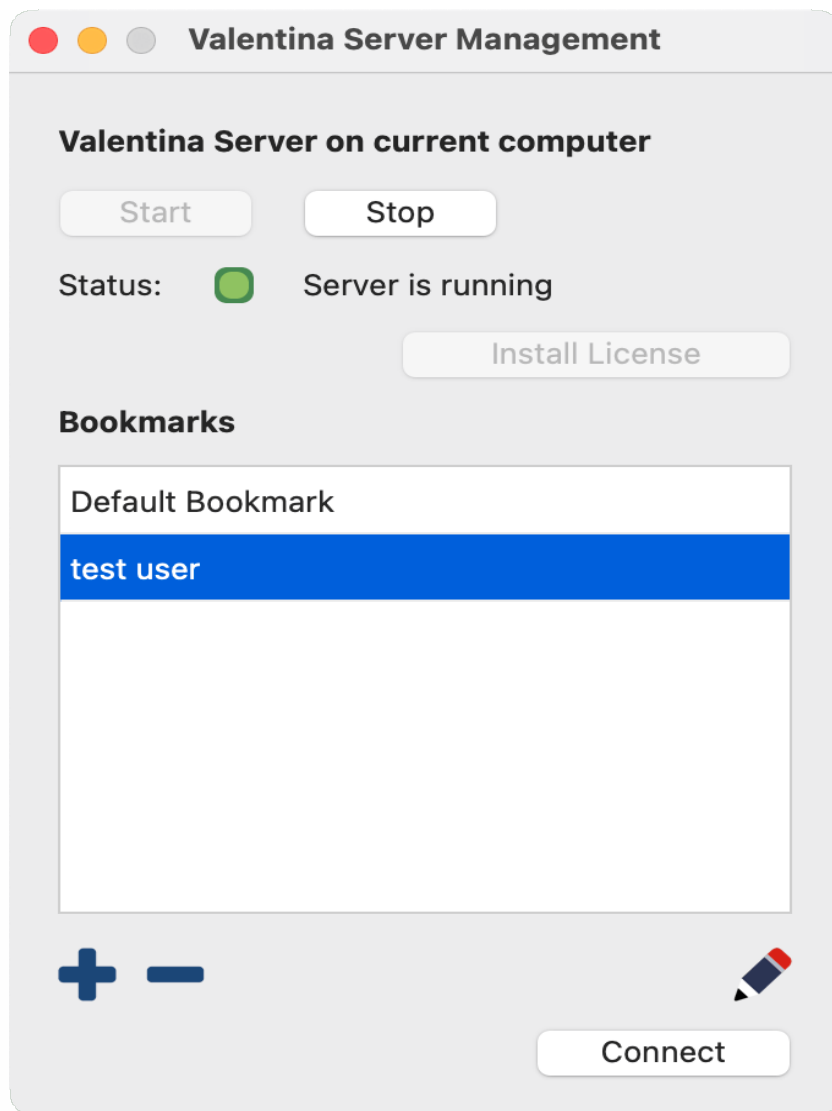 Valentina Server Management
Valentina Server on current computer
Start Stop
Status: Server is running
Install License
Bookmarks
Default Bookmark
test user
Connect